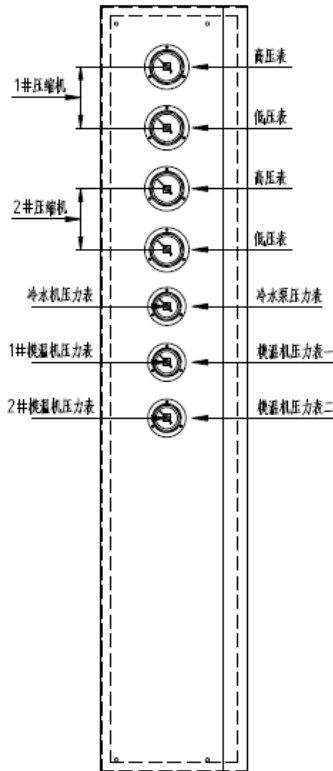 高压表
1#压缩机
低压表
高压表
2#压缩机
低压表
冷水机压力表
冷水泵压力表
1#模温机压力表
模温机压力表一
2#模温机压力表
模温机压力表二